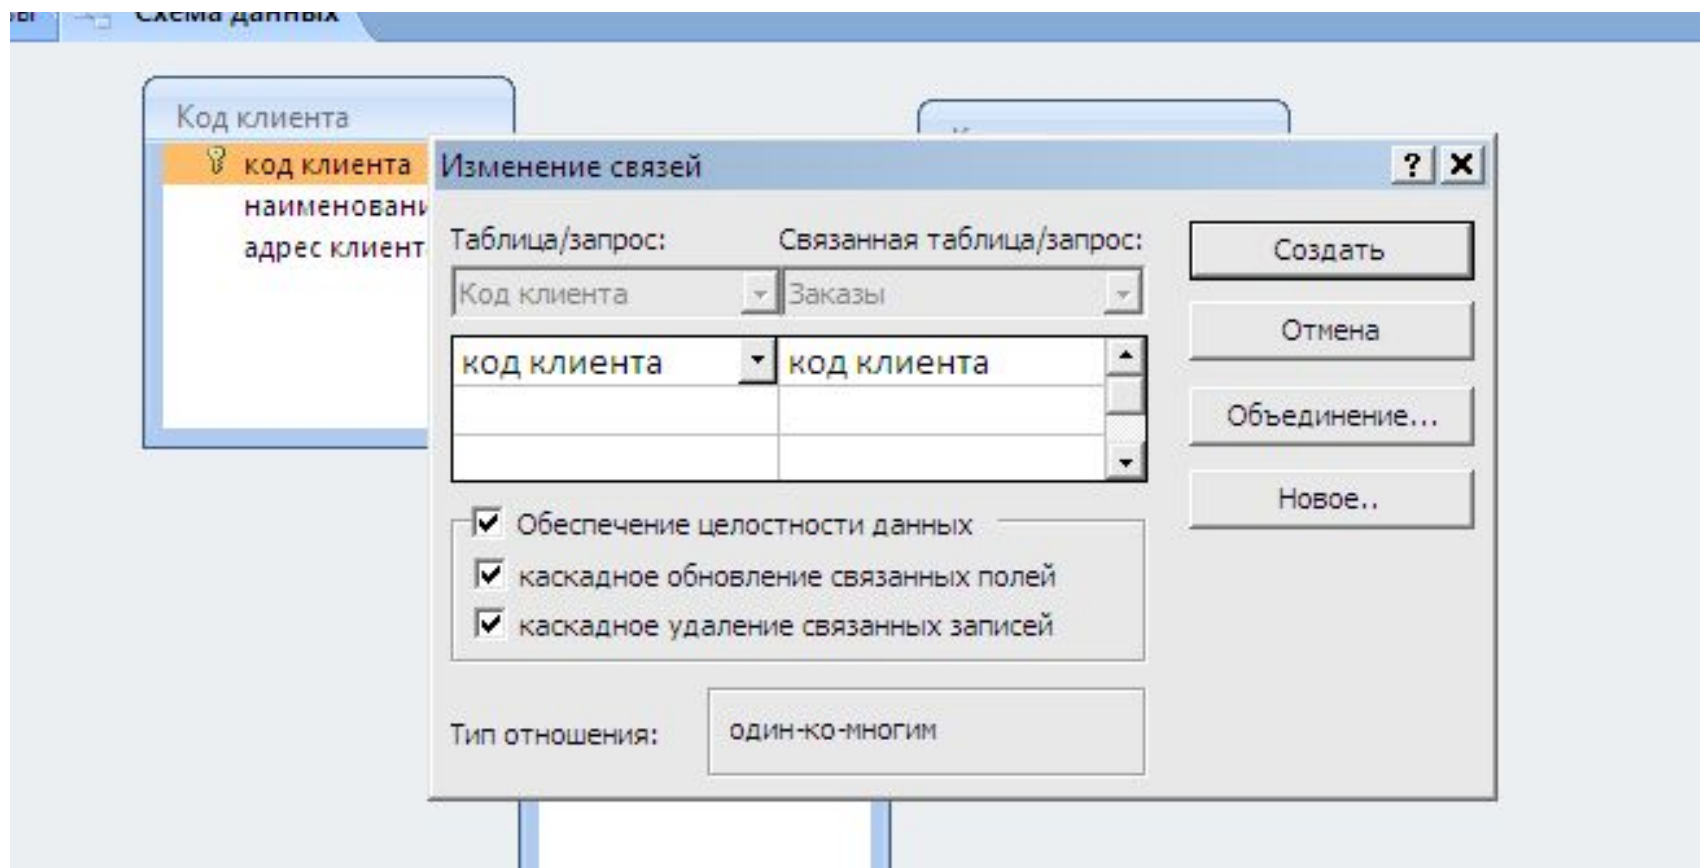 Схема данных
Код клиента
код клиента
наименовани
адрес клиент
Изменение связей
Таблица/запрос: Связанная таблица/запрос:
Код клиента Заказы
код клиента код клиента
Обеспечение целостности данных
каскадное обновление связанных полей
каскадное удаление связанных записей
Тип отношения: один-ко-многим
Создать
Отмена
Объединение...
Новое..